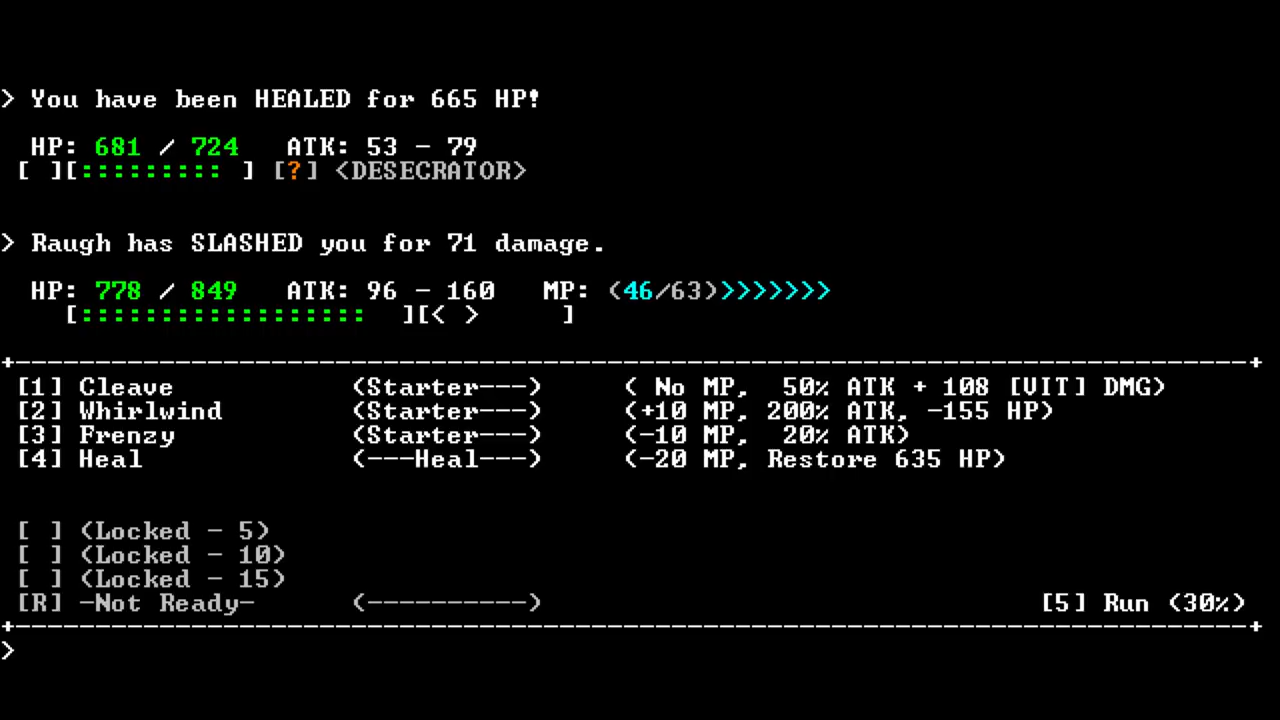 > You have been HEALED for 665 HP!
HP: 681 / 724   ATK: 53 - 79
[ ][::::::::: ] [?] <DESECRATOR>
> Raugh has SLASHED you for 71 damage.
HP: 778 / 849   ATK: 96 - 160   MP: (46/63)>>>>>>>
[::::::::::::::::::  ][< >     ]
+------------------------------------------------------------------------------+
[1] Cleave           (Starter---)     ( No MP,  50% ATK + 108 [VIT] DMG)
[2] Whirlwind        (Starter---)     (+10 MP, 200% ATK, -155 HP)
[3] Frenzy           (Starter---)     (-10 MP,  20% ATK)
[4] Heal             (---Heal---)     (-20 MP, Restore 635 HP)
[ ] (Locked - 5)
[ ] (Locked - 10)
[ ] (Locked - 15)
[R] -Not Ready-      (----------)     [5] Run (30%)
+------------------------------------------------------------------------------+
>